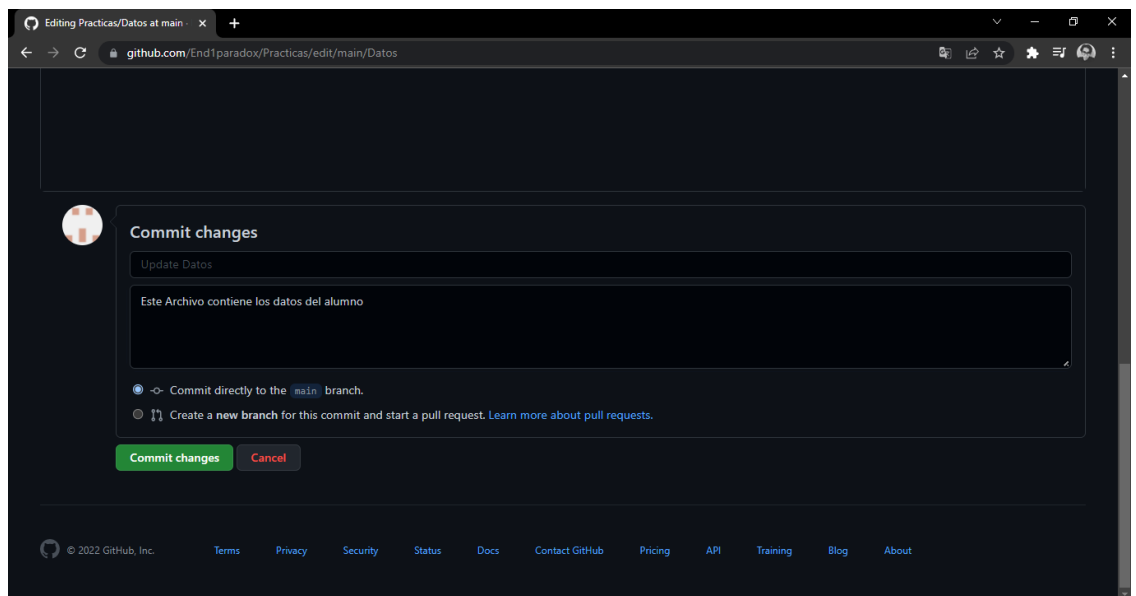 Editing Practicas/Datos at main ·
github.com/End1paradox/Practicas/edit/main/Datos
Commit changes
Update Datos
Este Archivo contiene los datos del alumno
Commit directly to the main branch.
Create a new branch for this commit and start a pull request. Learn more about pull requests.
Commit changes Cancel
© 2022 GitHub, Inc. Terms Privacy Security Status Docs Contact GitHub Pricing API Training Blog About